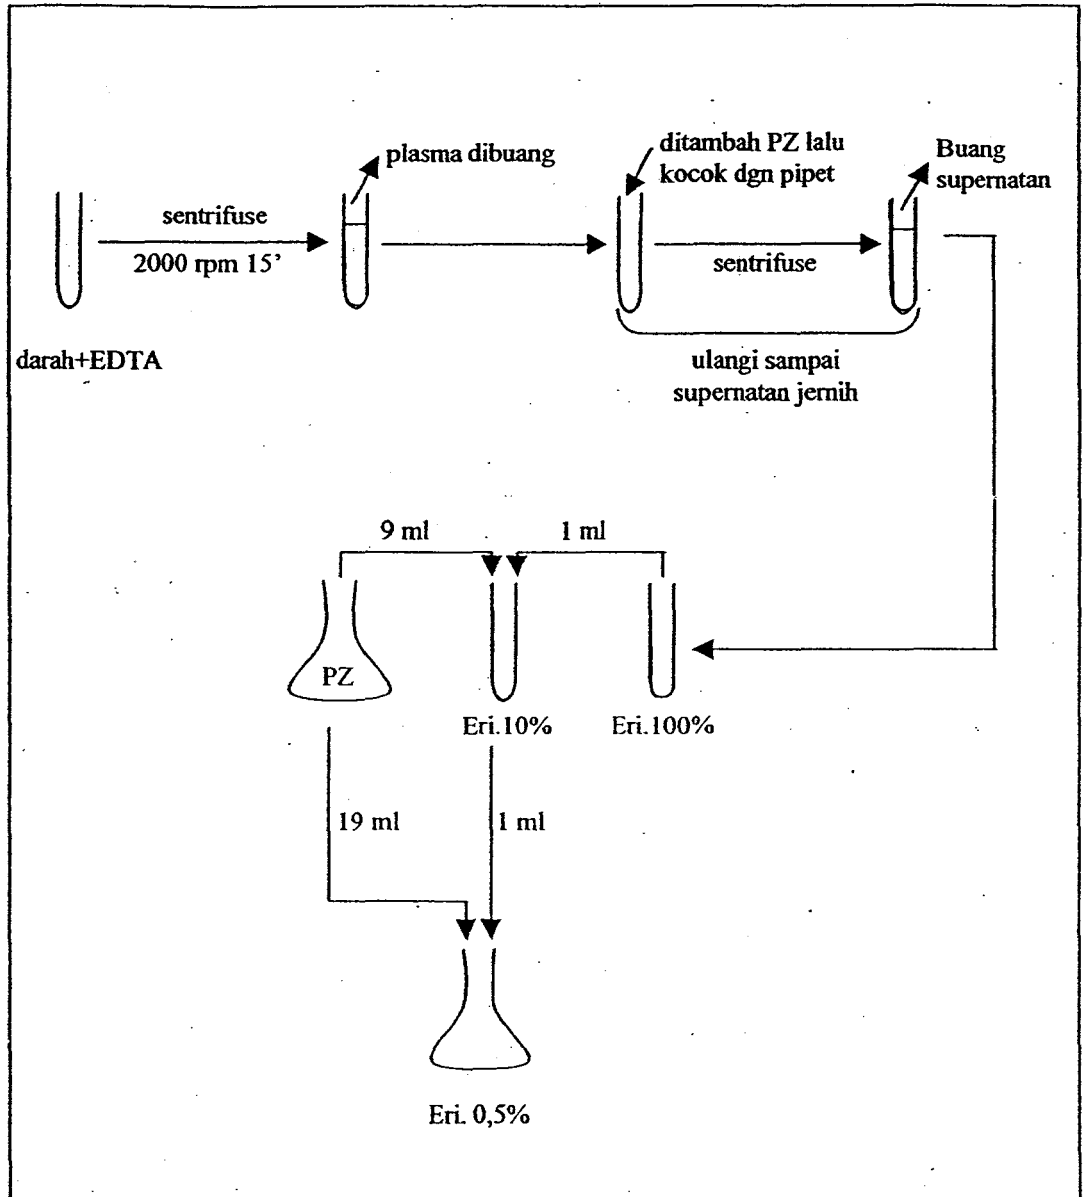 plasma dibuang
ditambah PZ lalu
kocok dgn pipet
Buang
supernatan
sentrifuse
2000 rpm 15'
sentrifuse
darah+EDTA
ulangi sampai
supernatan jernih
9 ml
1 ml
PZ
Eri.10%
Eri.100%
19 ml
1 ml
Eri. 0,5%